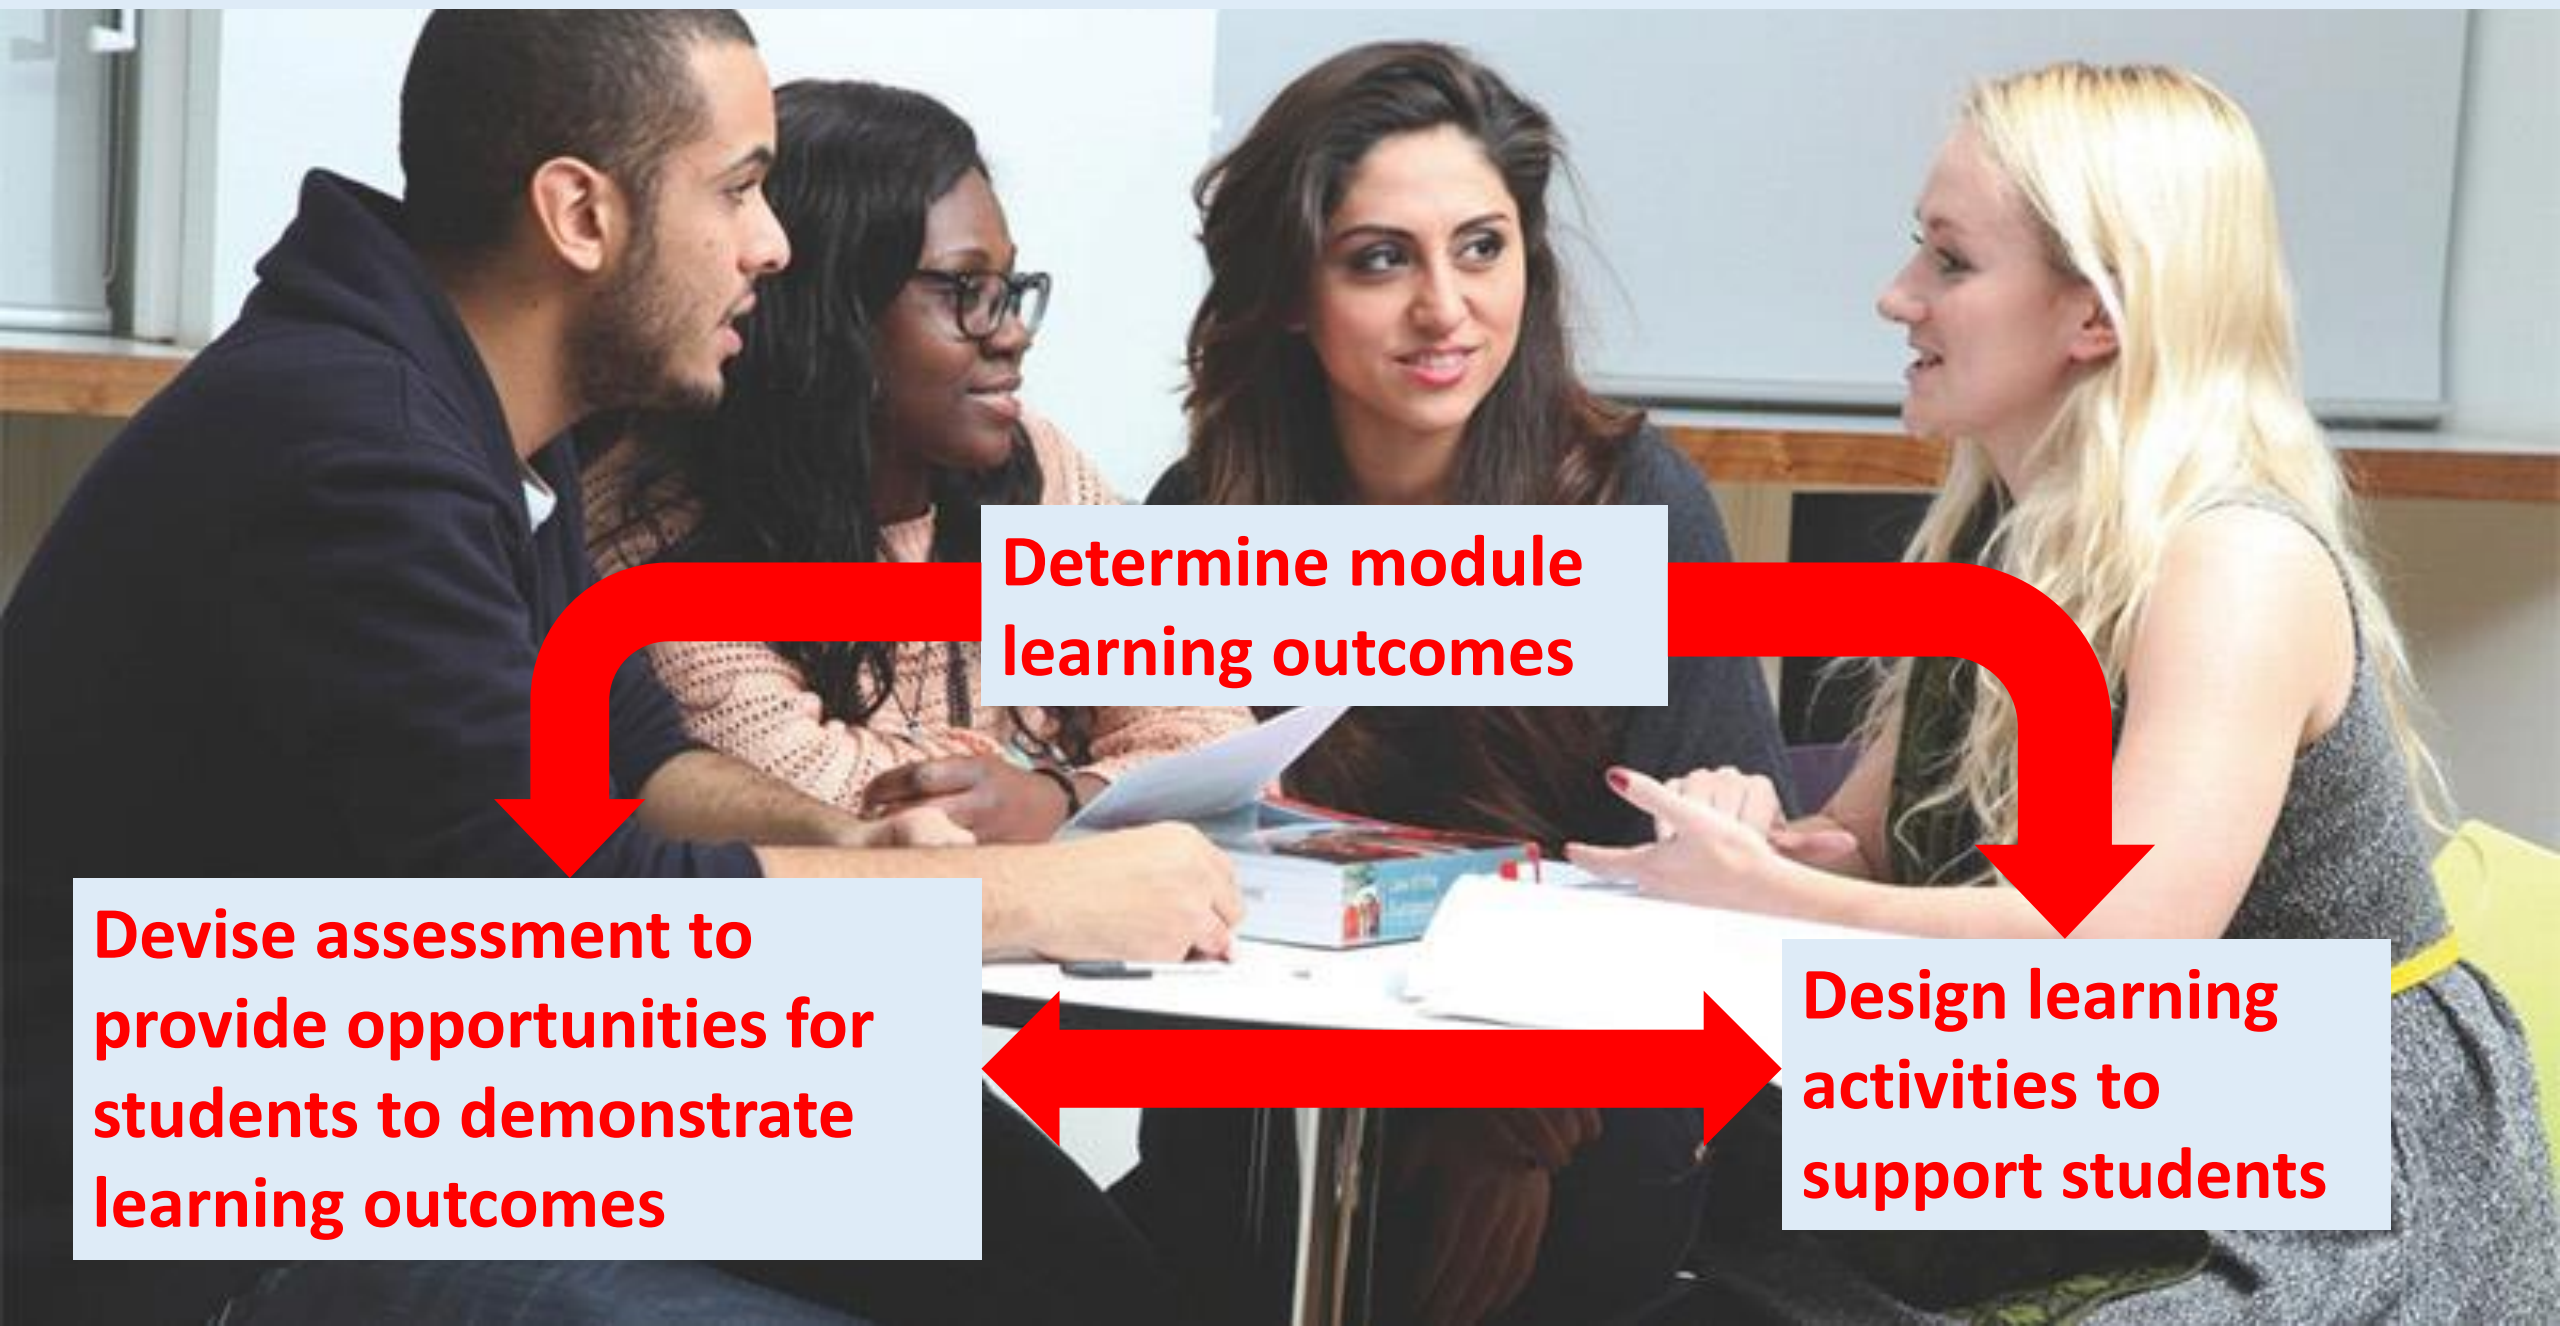 Determine module
learning outcomes
Devise assessment to
provide opportunities for
students to demonstrate
learning outcomes
Design learning
activities to
support students